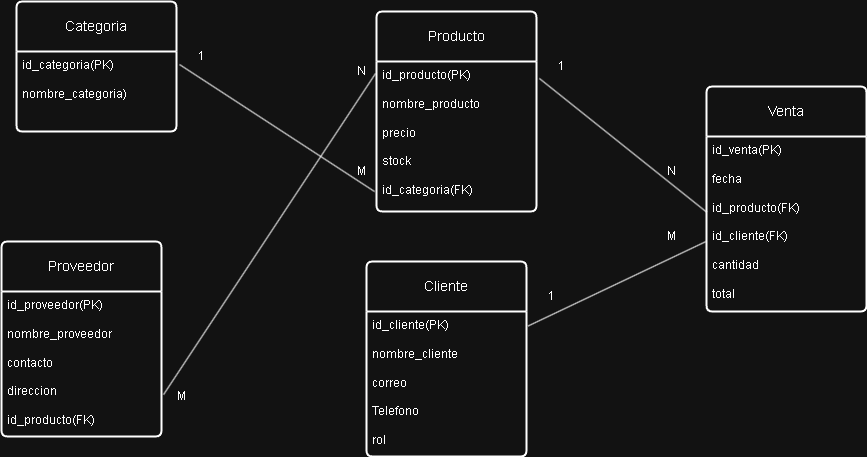 Categoria
id_categoria(PK)
nombre_categoria)
1
Producto
id_producto(PK)
nombre_producto
precio
stock
id_categoria(FK)
N
M
1
Venta
id_venta(PK)
fecha
id_producto(FK)
id_cliente(FK)
cantidad
total
N
M
Proveedor
id_proveedor(PK)
nombre_proveedor
contacto
direccion
id_producto(FK)
M
Cliente
id_cliente(PK)
nombre_cliente
correo
Telefono
rol
1